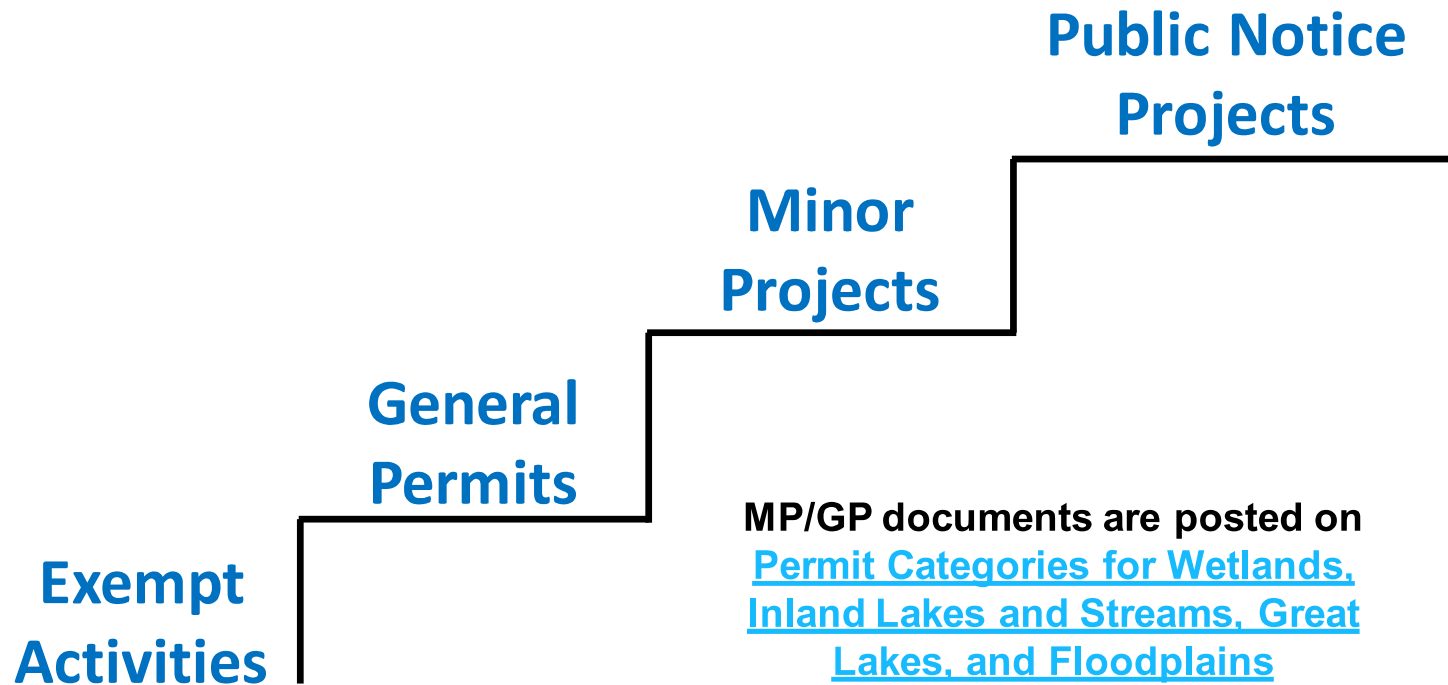 Public Notice
Projects
Minor
Projects
General
Permits
Exempt
Activities
MP/GP documents are posted on
Permit Categories for Wetlands,
Inland Lakes and Streams, Great
Lakes, and Floodplains